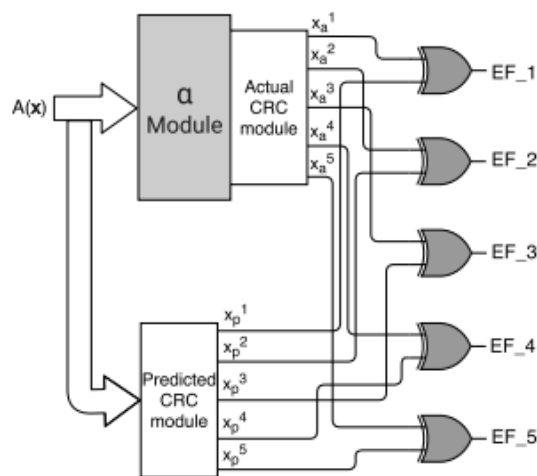 A(x)
α
Module
Actual
CRC
module
xₐ¹
xₐ²
xₐ³
xₐ⁴
xₐ⁵
EF_1
EF_2
EF_3
EF_4
EF_5
Predicted
CRC
module
xₚ¹
xₚ²
xₚ³
xₚ⁴
xₚ⁵